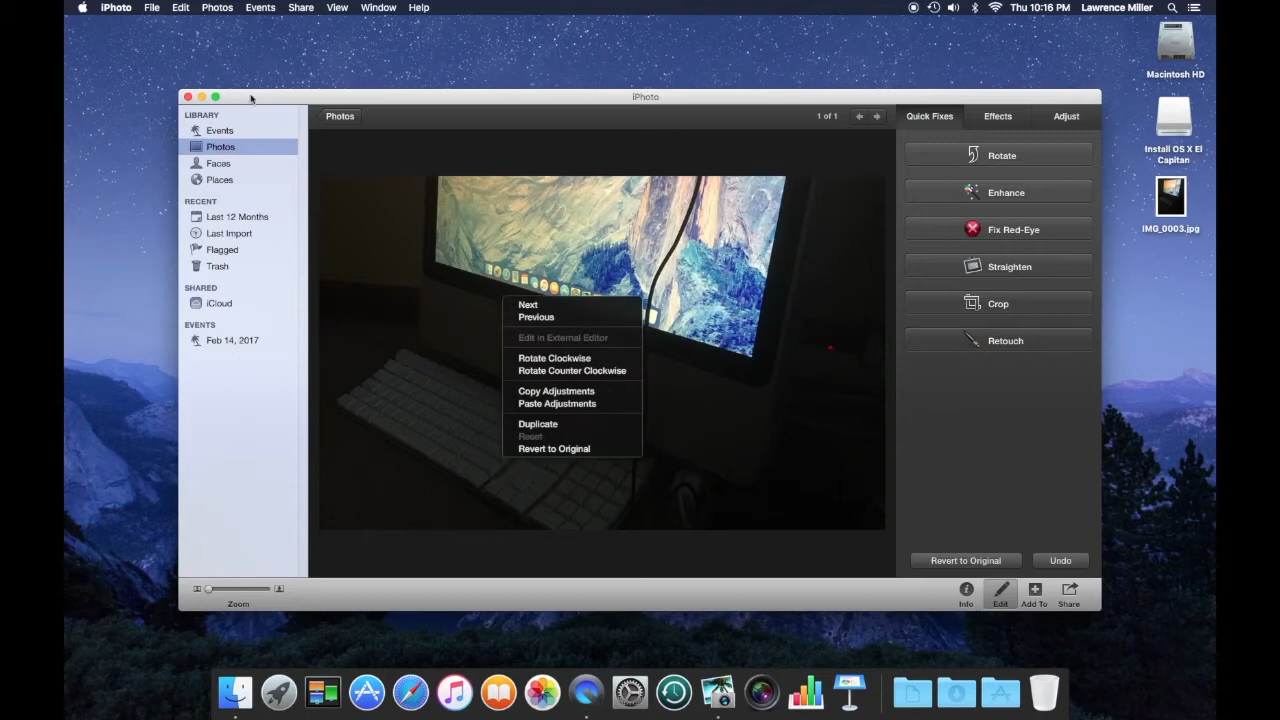 iPhoto File Edit Photos Events Share View Window Help Thu 10:16 PM Lawrence Miller
Macintosh HD
Install OS X El
Capitan
IMG_0003.jpg
iPhoto
LIBRARY
Events
Photos
Faces
Places
RECENT
Last 12 Months
Last Import
Flagged
Trash
SHARED
iCloud
EVENTS
Feb 14, 2017
Zoom
Photos
1 of 1
Next
Previous
Edit in External Editor
Rotate Clockwise
Rotate Counter Clockwise
Copy Adjustments
Paste Adjustments
Duplicate
Reset
Revert to Original
Quick Fixes Effects Adjust
Rotate
Enhance
Fix Red-Eye
Straighten
Crop
Retouch
Revert to Original Undo
Info Edit Add To Share